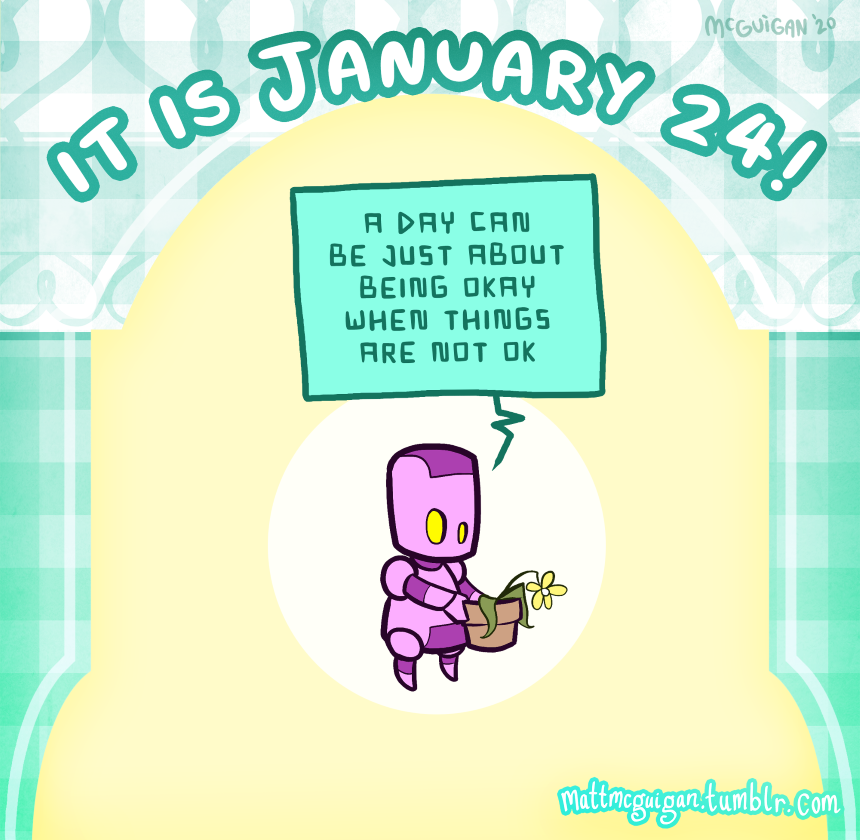 McGUIGAN '20
IT IS JANUARY 24!
A DAY CAN
BE JUST ABOUT
BEING OKAY
WHEN THINGS
ARE NOT OK
mattmcguigan.tumblr.com